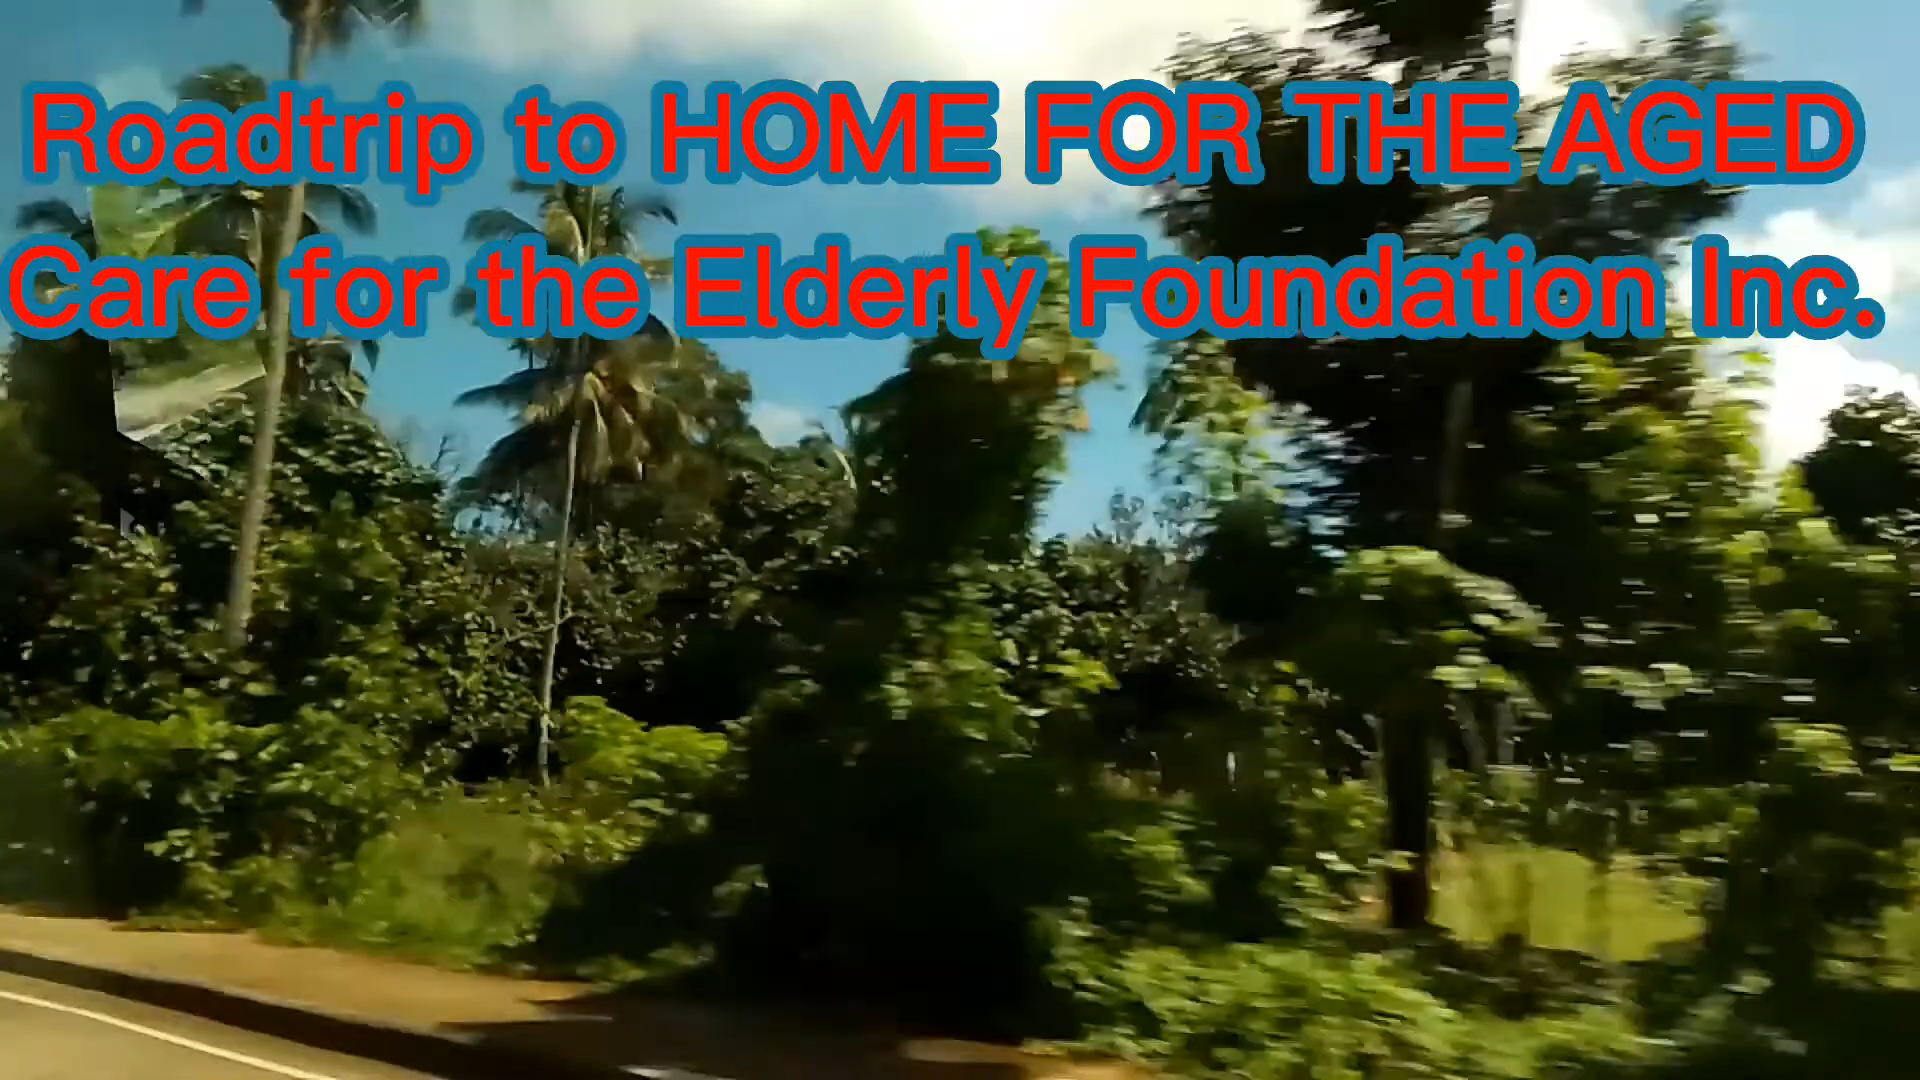 Roadtrip to HOME FOR THE AGED
Care for the Elderly Foundation Inc.